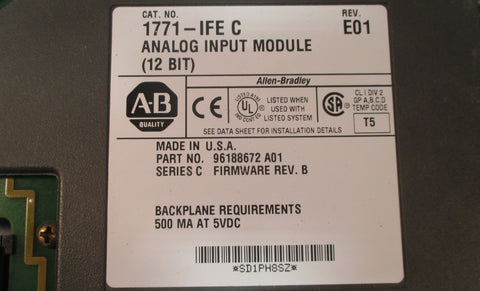 CAT. NO.
REV.
1771-IFE C
E01
ANALOG INPUT MODULE
(12 BIT)
Allen-Bradley
A-B
QUALITY
CE
UL
LISTED WHEN
USED WITH
LISTED SYSTEM
SA
CL I DIV 2
GP A,B,C,D
TEMP CODE
T5
SEE DATA SHEET FOR INSTALLATION DETAILS
MADE IN U.S.A.
PART NO. 96188672 A01
SERIES C FIRMWARE REV. B
BACKPLANE REQUIREMENTS
500 MA AT 5VDC
*SD1PH8SZ*